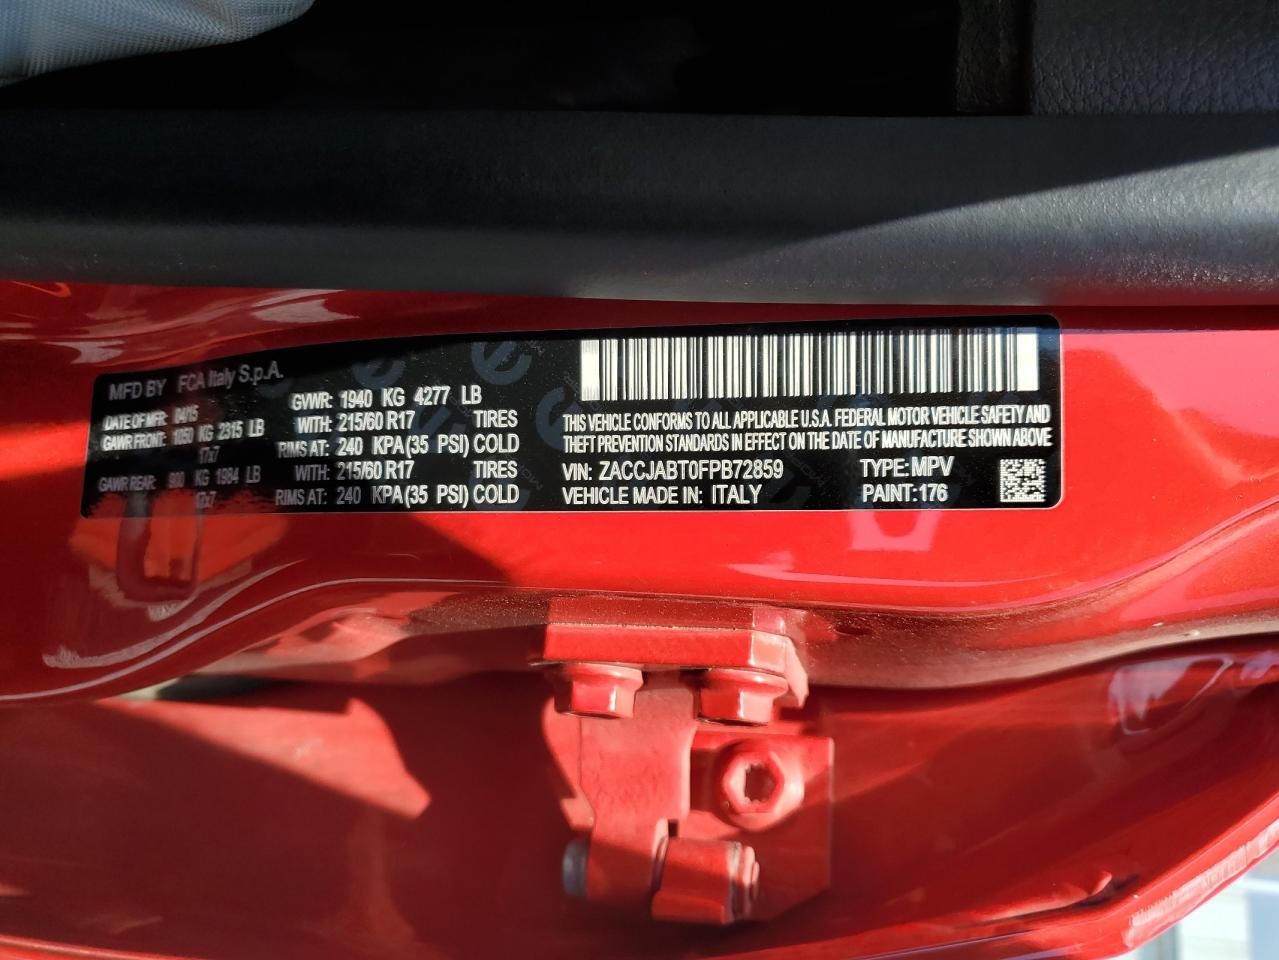 MFD BY FCA Italy S.p.A.
DATE OF MFR: 04/15 GVWR: 1940 KG 4277 LB
GAWR FRONT: 1050 KG 2315 LB WITH: 215/60 R17 TIRES
17x7 RIMS AT: 240 KPA(35 PSI) COLD
GAWR REAR: 900 KG 1984 LB WITH: 215/60 R17 TIRES
17x7 RIMS AT: 240 KPA(35 PSI) COLD
THIS VEHICLE CONFORMS TO ALL APPLICABLE U.S.A. FEDERAL MOTOR VEHICLE SAFETY AND
THEFT PREVENTION STANDARDS IN EFFECT ON THE DATE OF MANUFACTURE SHOWN ABOVE
VIN: ZACCJABT0FPB72859 TYPE: MPV
VEHICLE MADE IN: ITALY PAINT: 176